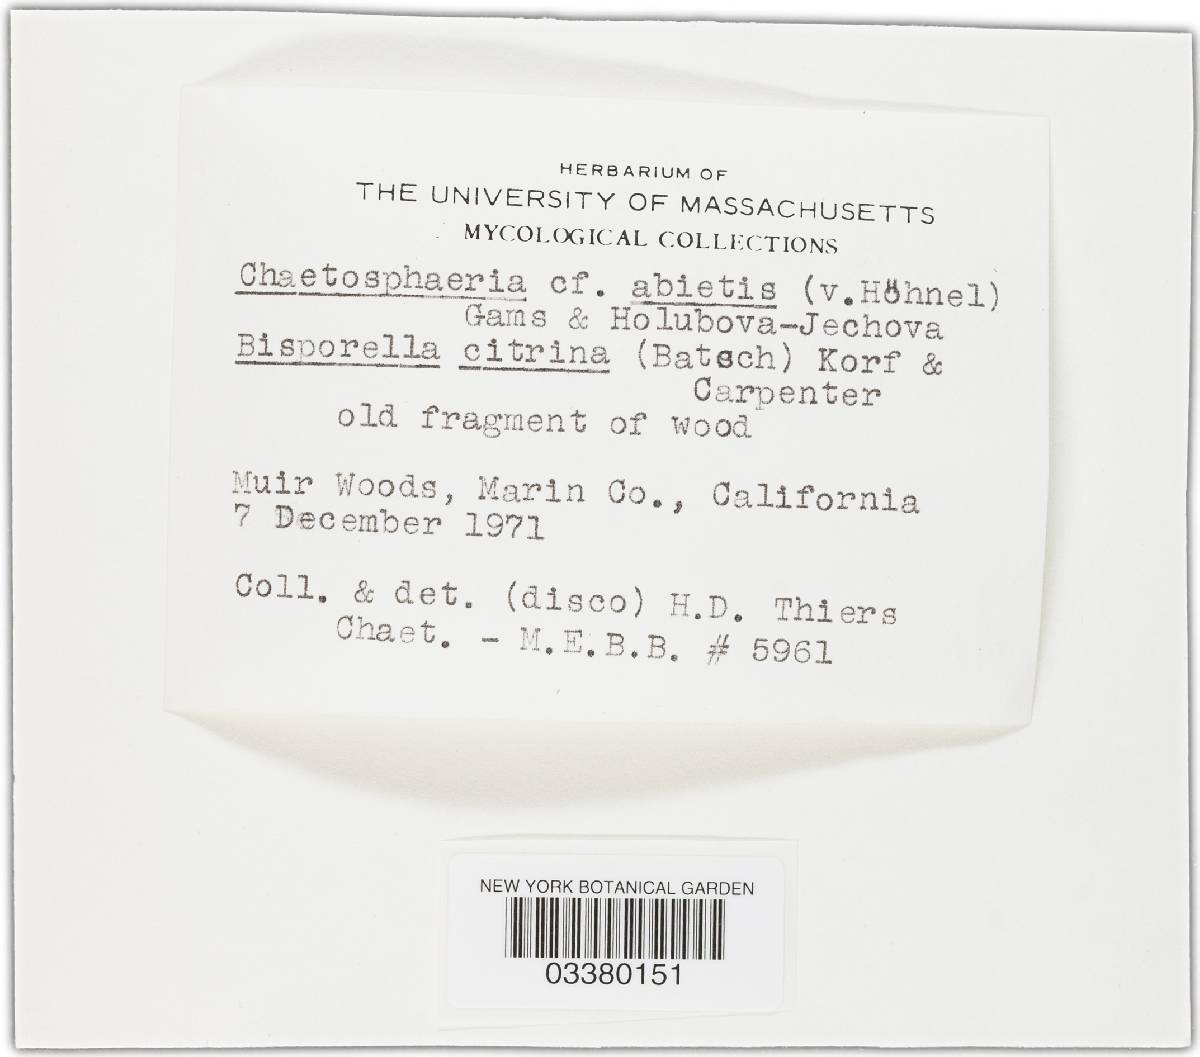 HERBARIUM OF
THE UNIVERSITY OF MASSACHUSETTS
MYCOLOGICAL COLLECTIONS
Chaetosphaeria cf. abietis (v.Höhnel)
Gams & Holubova-Jechova
Bisporella citrina (Batsch) Korf &
Carpenter
old fragment of wood
Muir Woods, Marin Co., California
7 December 1971
Coll. & det. (disco) H.D. Thiers
Chaet. - M.E.B.B. # 5961
NEW YORK BOTANICAL GARDEN
03380151